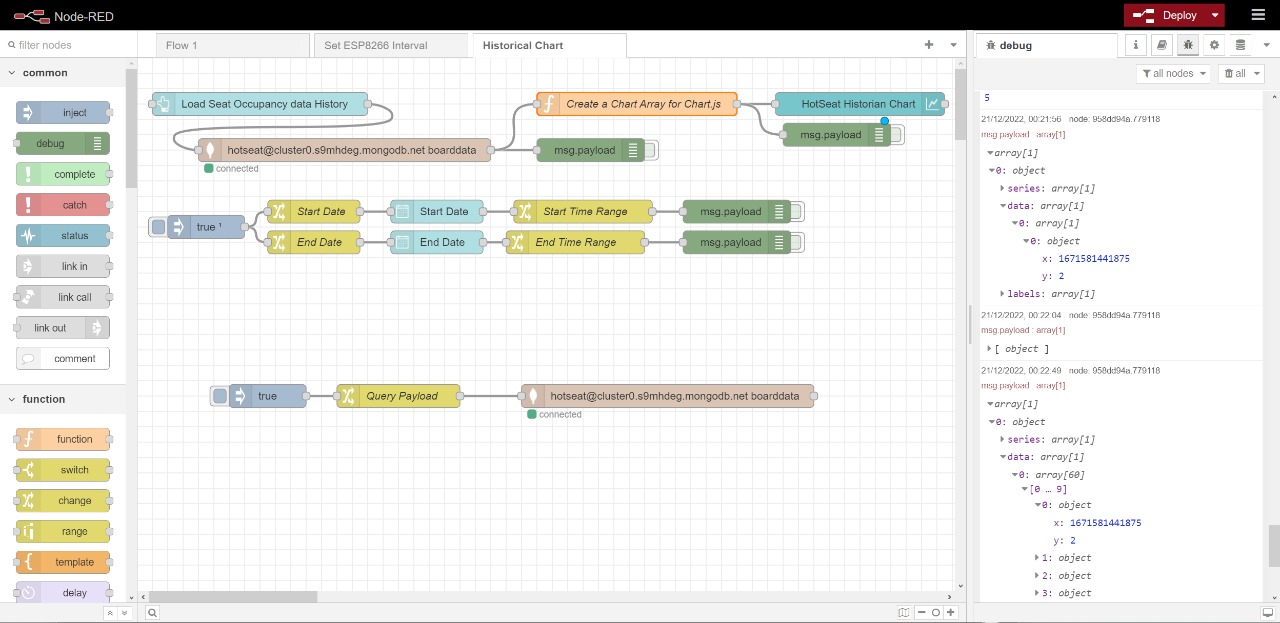 Node-RED
Deploy
filter nodes
Flow 1
Set ESP8266 Interval
Historical Chart
debug
i
all nodes
all
common
inject
debug
complete
catch
status
link in
link call
link out
comment
function
function
switch
change
range
template
delay
Load Seat Occupancy data History
Create a Chart Array for Chart.js
HotSeat Historian Chart
msg.payload
hotseat@cluster0.s9mhdeg.mongodb.net boarddata
msg.payload
connected
true ¹
Start Date
Start Date
Start Time Range
msg.payload
End Date
End Date
End Time Range
msg.payload
true
Query Payload
hotseat@cluster0.s9mhdeg.mongodb.net boarddata
connected
5
21/12/2022, 00:21:56 node: 958dd94a.779118
msg.payload : array[1]
array[1]
0: object
series: array[1]
data: array[1]
0: array[1]
0: object
x: 1671581441875
y: 2
labels: array[1]
21/12/2022, 00:22:04 node: 958dd94a.779118
msg.payload : array[1]
[ object ]
21/12/2022, 00:22:49 node: 958dd94a.779118
msg.payload : array[1]
array[1]
0: object
series: array[1]
data: array[1]
0: array[60]
[0 … 9]
0: object
x: 1671581441875
y: 2
1: object
2: object
3: object